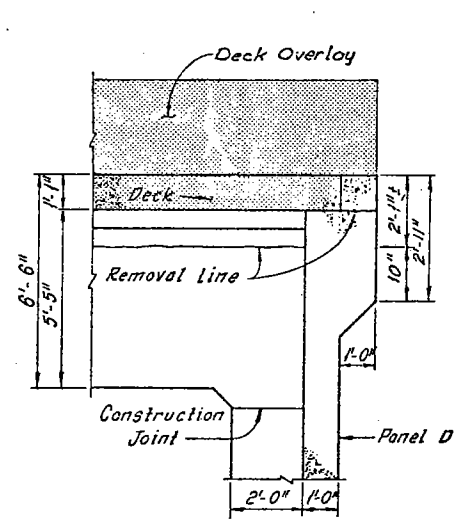 Deck Overlay
1'-1"
Deck
2'-1"±
2'-11"
6'-6"
5'-5"
Removal line
10"
1'-0"
Construction
Joint
Panel D
2'-0"
1'-0"